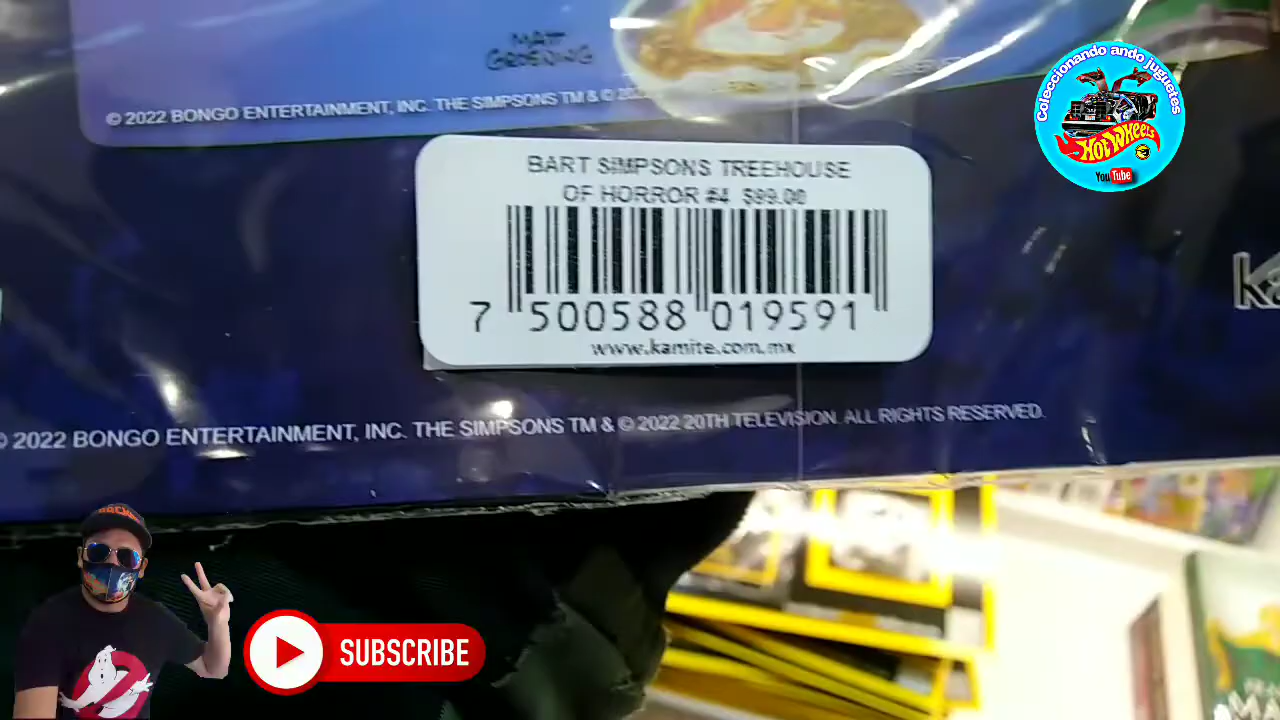 MATT
GROENING
© 2022 BONGO ENTERTAINMENT, INC. THE SIMPSONS TM & ©
BART SIMPSONS TREEHOUSE
OF HORROR #4 $99.00
7 500588 019591
www.kamite.com.mx
© 2022 BONGO ENTERTAINMENT, INC. THE SIMPSONS TM & © 2022 20TH TELEVISION. ALL RIGHTS RESERVED.
Coleccionando ando juguetes
Hot Wheels
YouTube
SUBSCRIBE